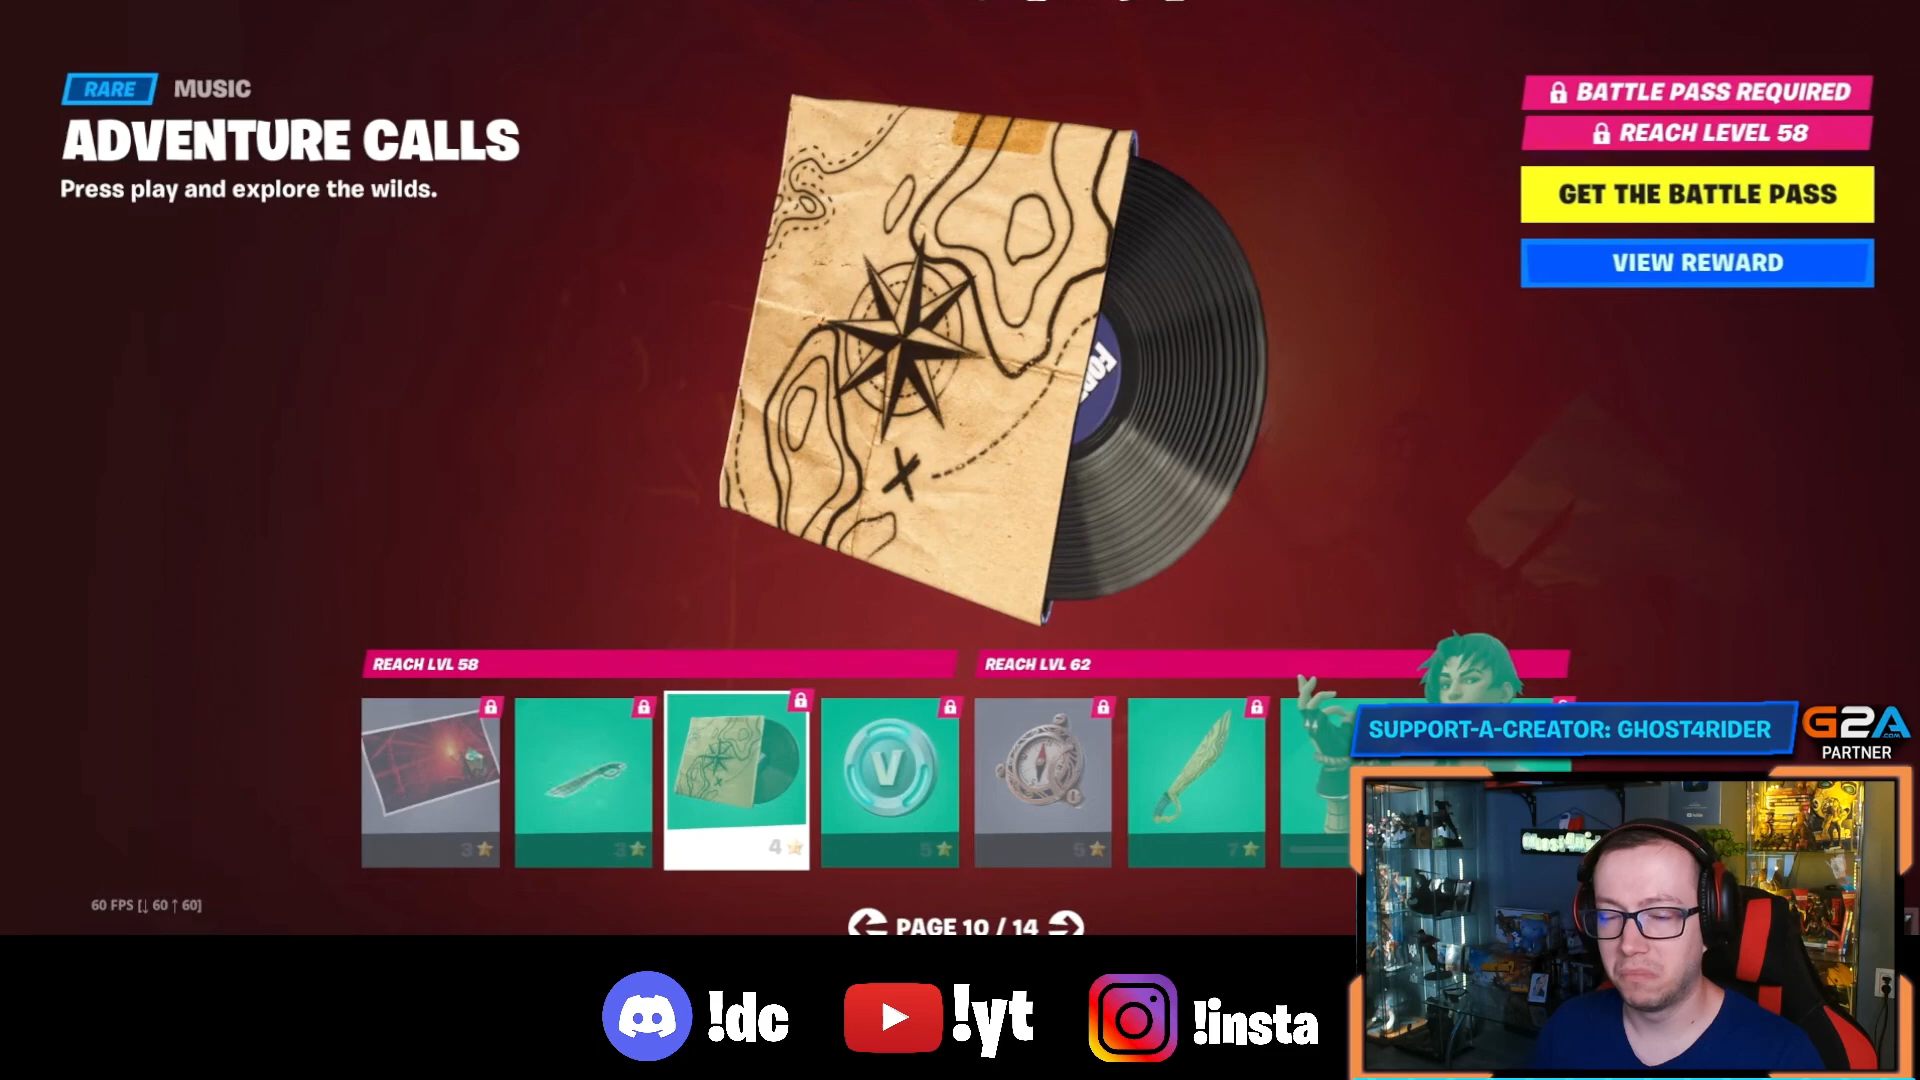 RARE MUSIC
ADVENTURE CALLS
Press play and explore the wilds.
BATTLE PASS REQUIRED
REACH LEVEL 58
GET THE BATTLE PASS
VIEW REWARD
REACH LVL 58
REACH LVL 62
3
3
4
V
5
5
7
SUPPORT-A-CREATOR: GHOST4RIDER
G2A
.COM
PARTNER
60 FPS [↓ 60 ↑ 60]
PAGE 10 / 14
!dc
!yt
!insta